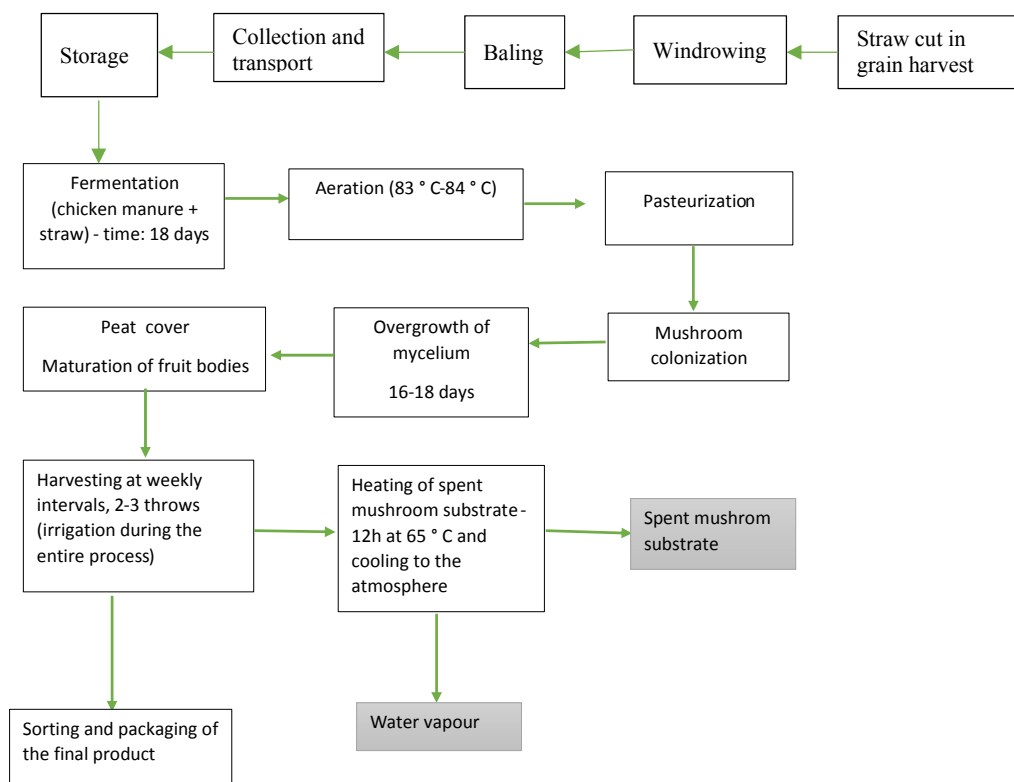 Storage
Collection and
transport
Baling
Windrowing
Straw cut in
grain harvest
Fermentation
(chicken manure +
straw) - time: 18 days
Aeration (83 ° C-84 ° C)
Pasteurization
Peat cover
Maturation of fruit bodies
Overgrowth of
mycelium
16-18 days
Mushroom
colonization
Harvesting at weekly
intervals, 2-3 throws
(irrigation during the
entire process)
Heating of spent
mushroom substrate -
12h at 65 ° C and
cooling to the
atmosphere
Spent mushrom
substrate
Sorting and packaging of
the final product
Water vapour